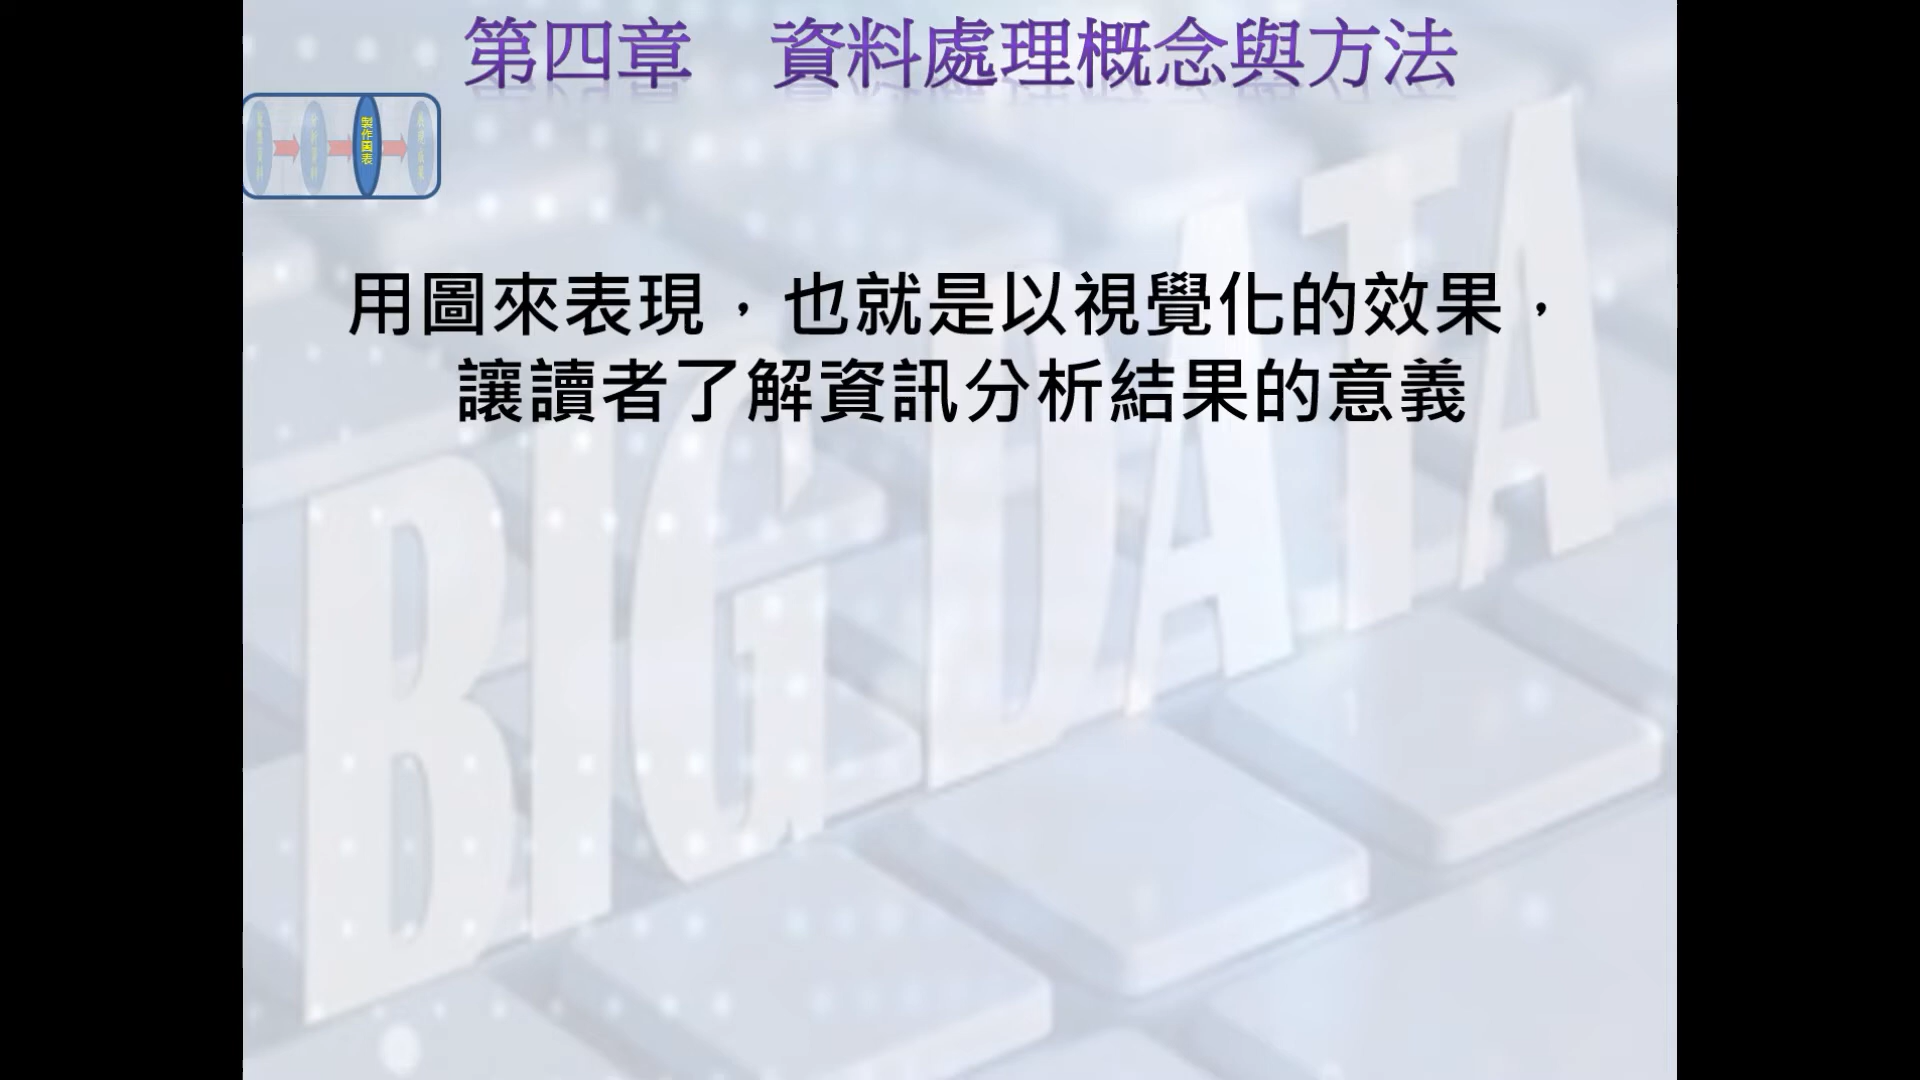 第四章 資料處理概念與方法
製作圖表
用圖來表現，也就是以視覺化的效果，
讓讀者了解資訊分析結果的意義
BIG DATA